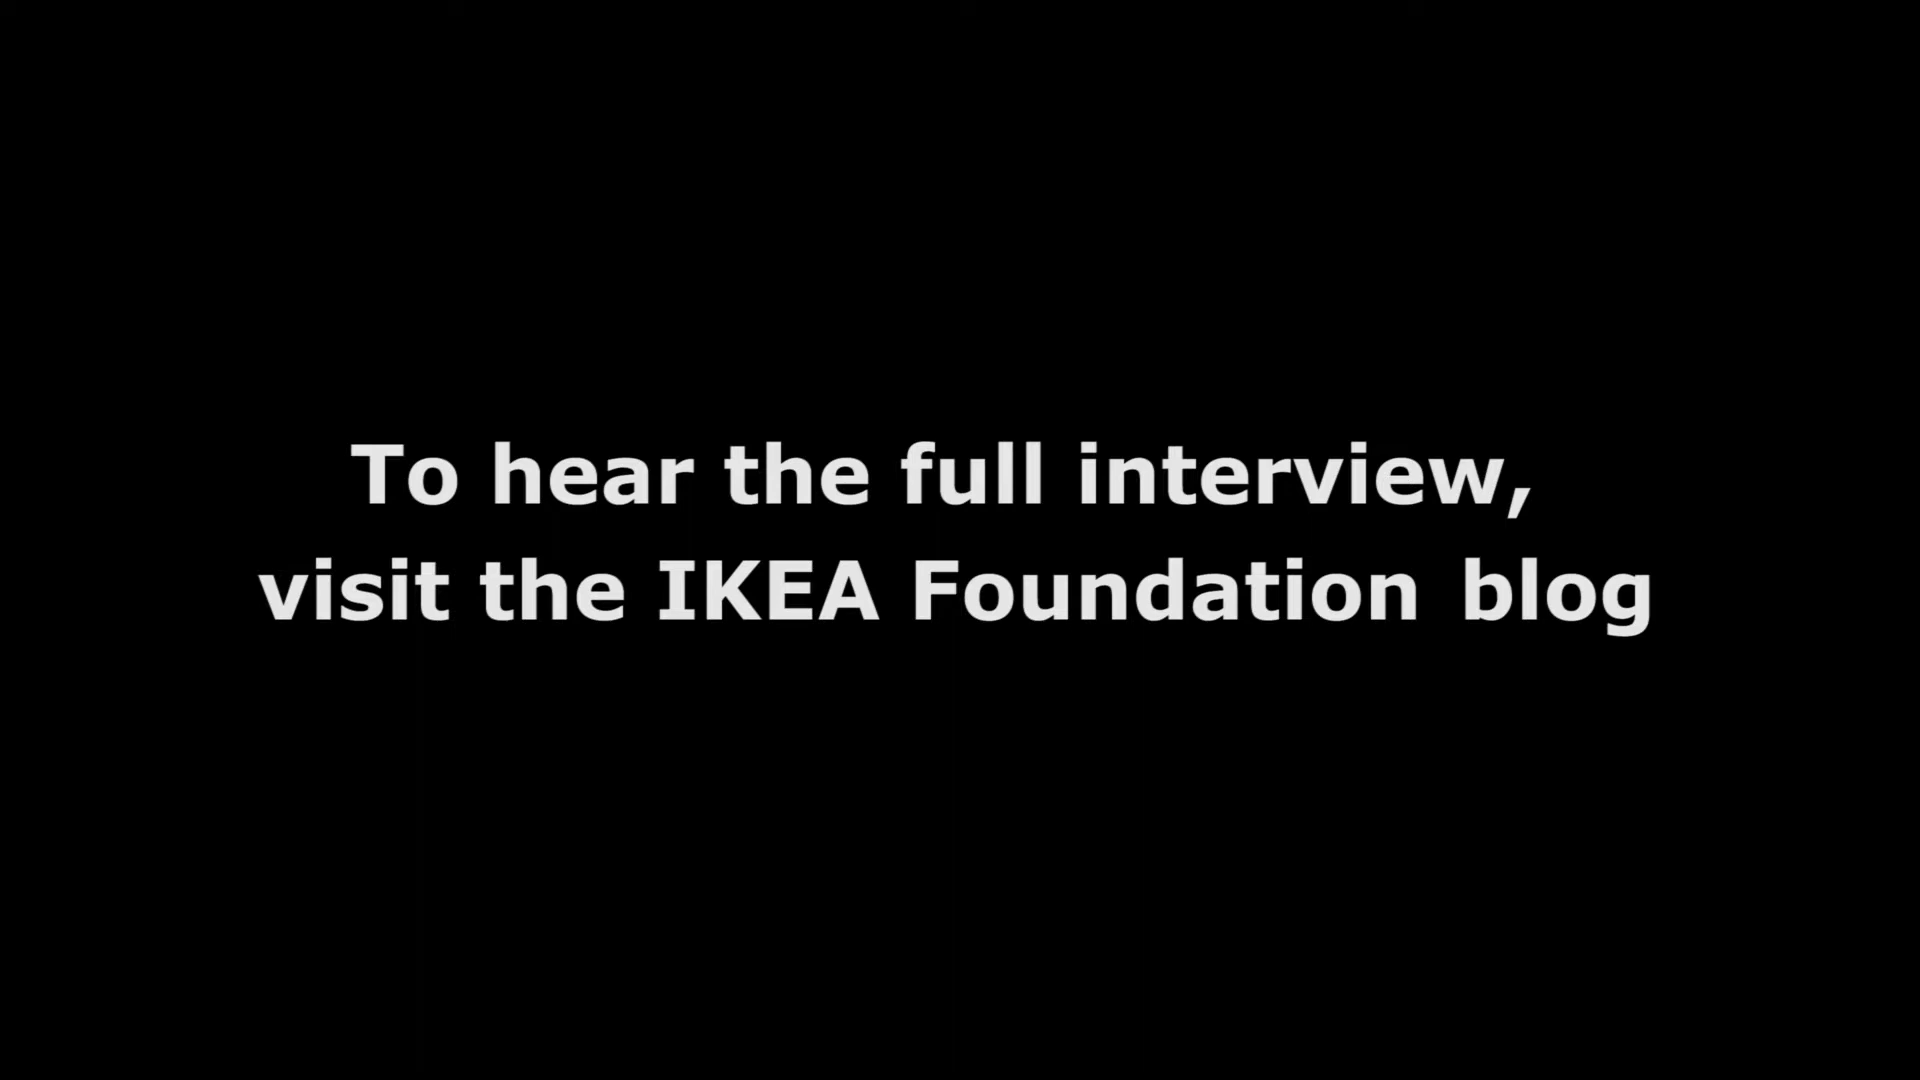 To hear the full interview,
visit the IKEA Foundation blog